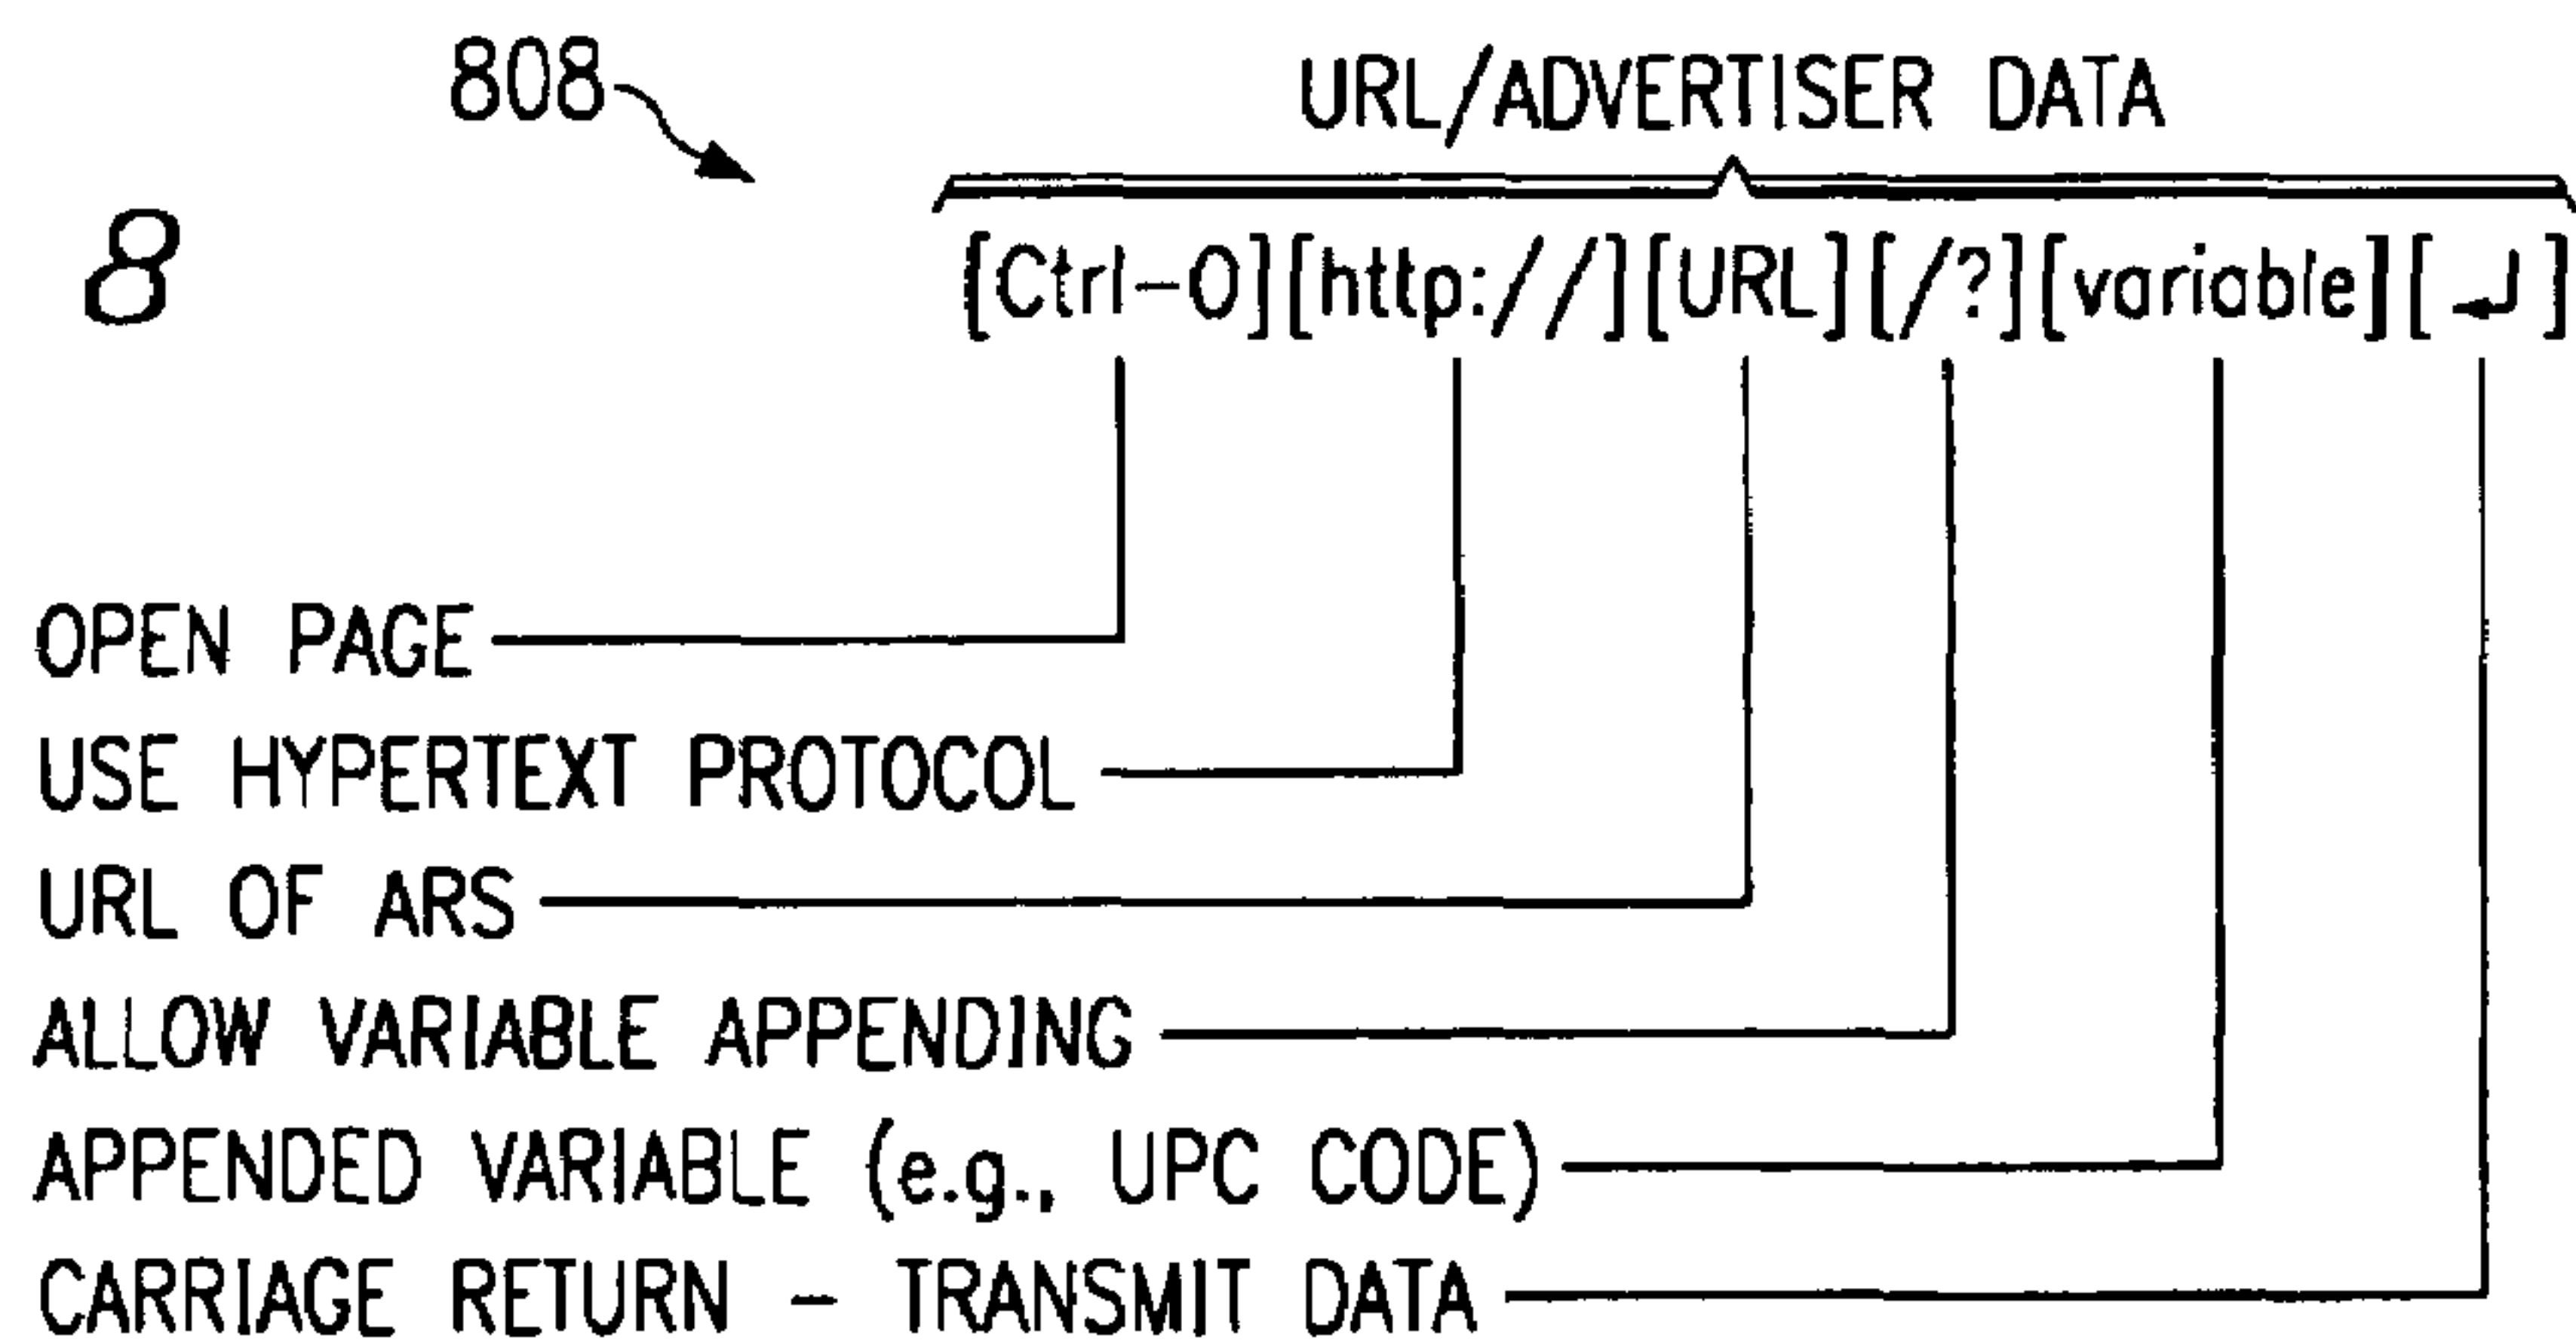 808
URL/ADVERTISER DATA
8
[Ctrl-O][http://][URL][/?][variable][↵]
OPEN PAGE
USE HYPERTEXT PROTOCOL
URL OF ARS
ALLOW VARIABLE APPENDING
APPENDED VARIABLE (e.g., UPC CODE)
CARRIAGE RETURN - TRANSMIT DATA